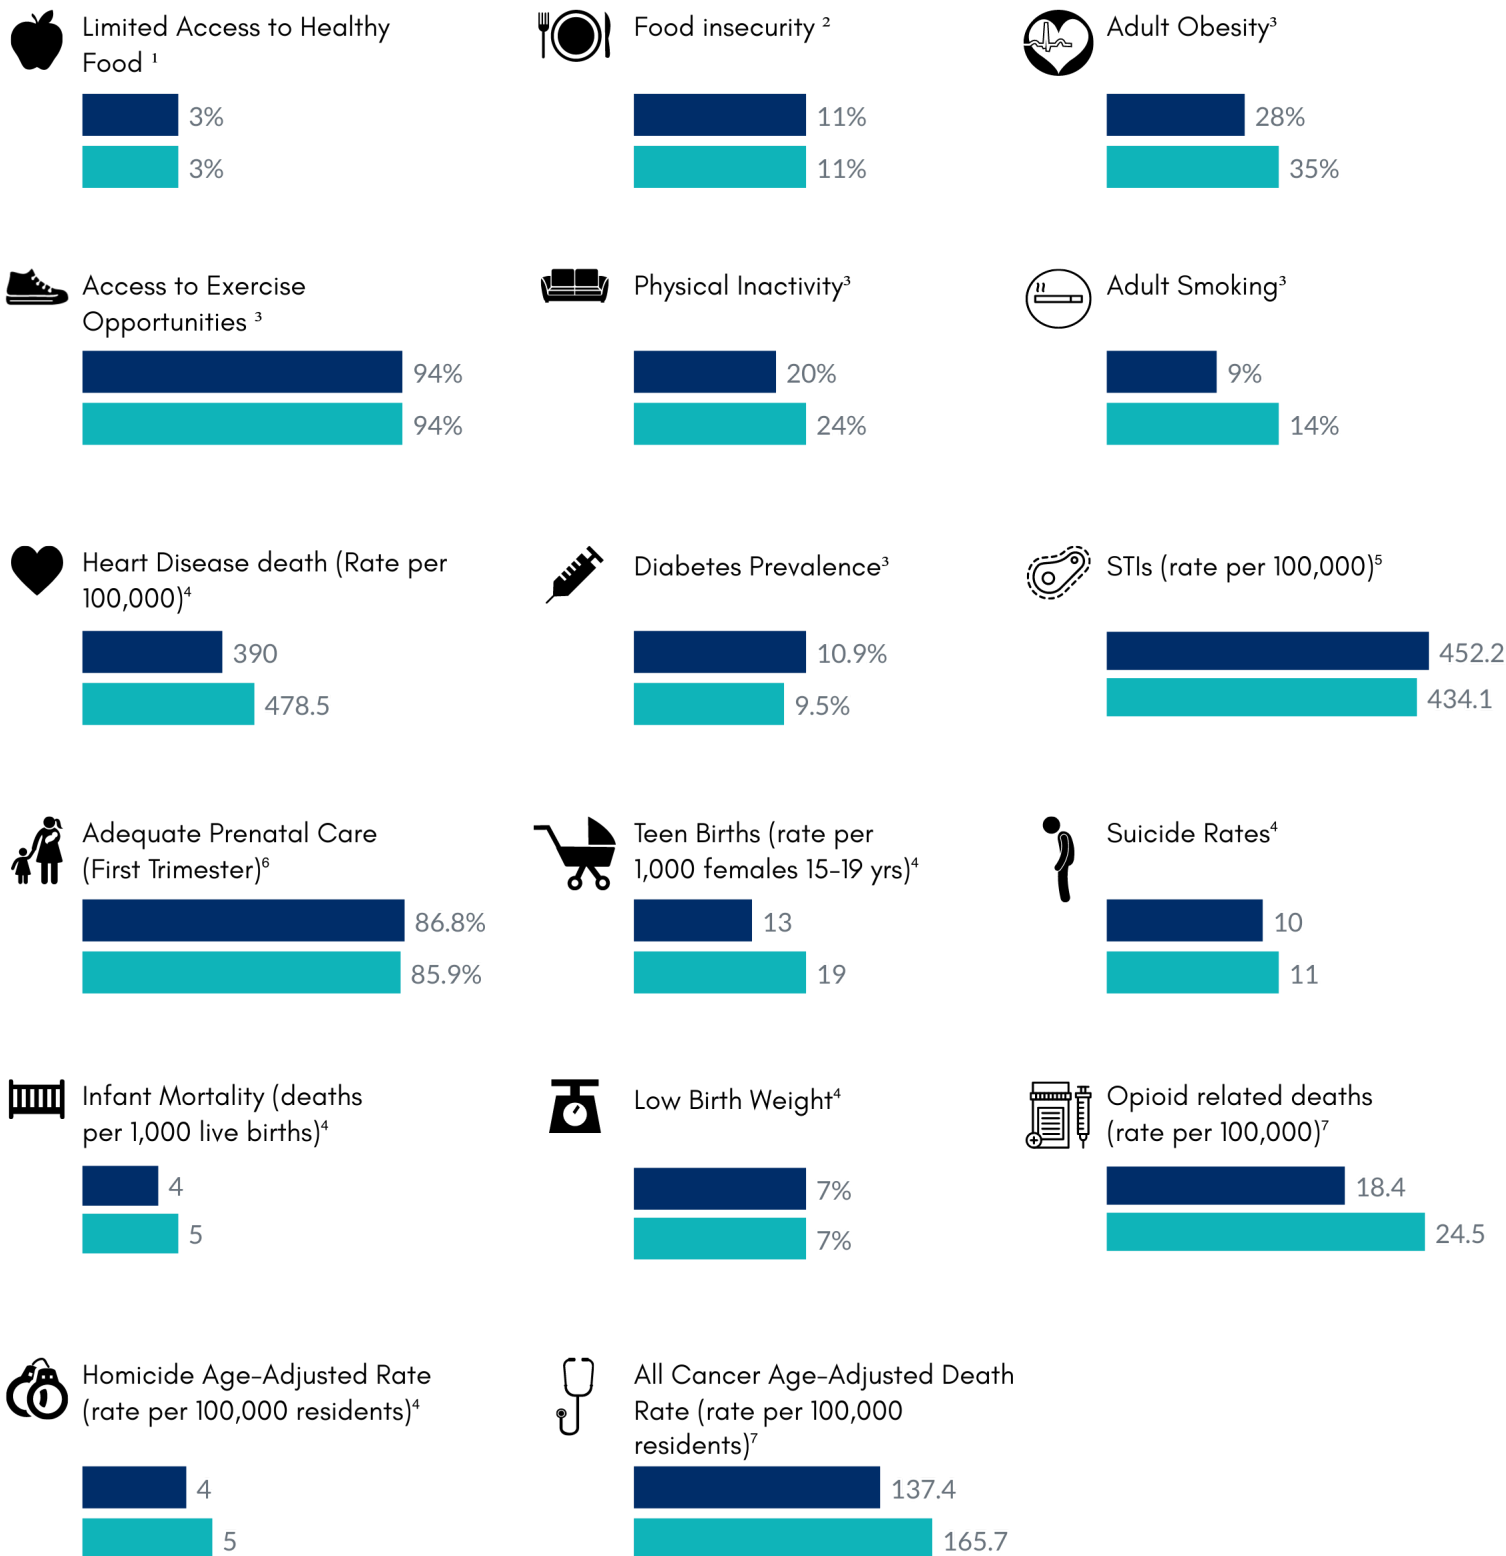 Limited Access to Healthy
Food ¹
3%
3%
Food insecurity ²
11%
11%
Adult Obesity³
28%
35%
Access to Exercise
Opportunities ³
94%
94%
Physical Inactivity³
20%
24%
Adult Smoking³
9%
14%
Heart Disease death (Rate per
100,000)⁴
390
478.5
Diabetes Prevalence³
10.9%
9.5%
STIs (rate per 100,000)⁵
452.2
434.1
Adequate Prenatal Care
(First Trimester)⁶
86.8%
85.9%
Teen Births (rate per
1,000 females 15-19 yrs)⁴
13
19
Suicide Rates⁴
10
11
Infant Mortality (deaths
per 1,000 live births)⁴
4
5
Low Birth Weight⁴
7%
7%
Opioid related deaths
(rate per 100,000)⁷
18.4
24.5
Homicide Age-Adjusted Rate
(rate per 100,000 residents)⁴
4
5
All Cancer Age-Adjusted Death
Rate (rate per 100,000
residents)⁷
137.4
165.7